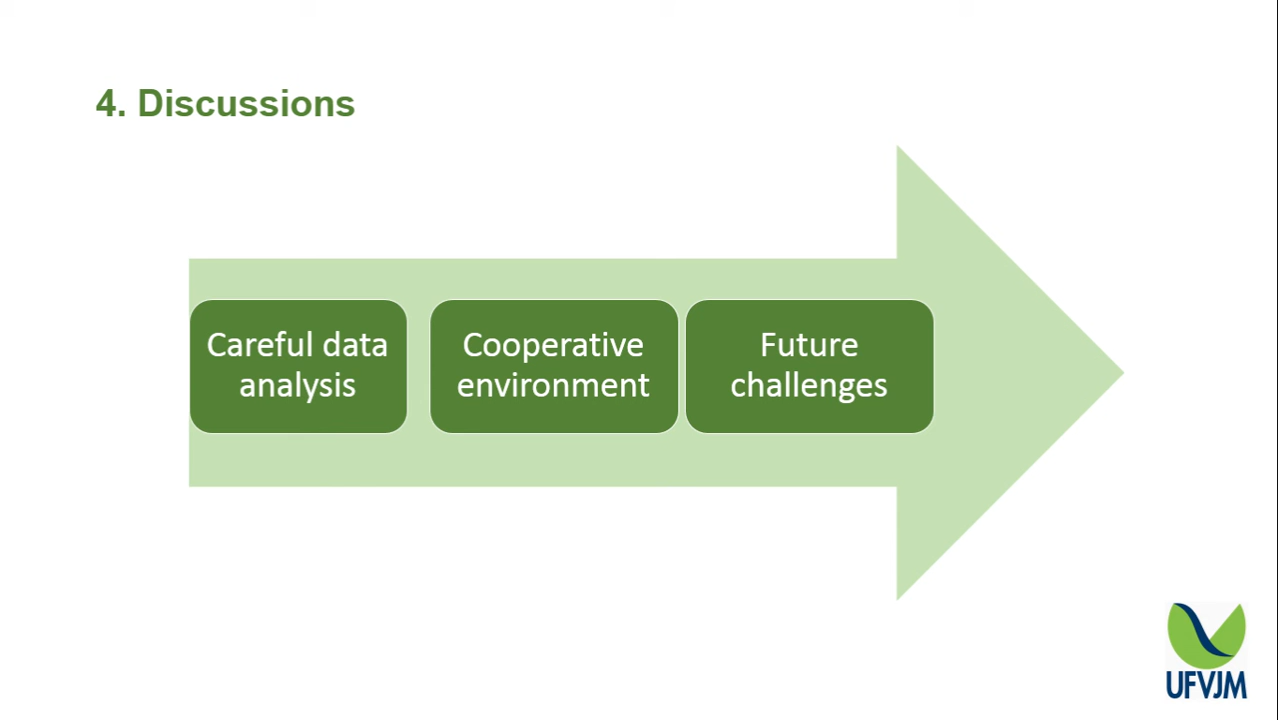 4. Discussions
Careful data
analysis
Cooperative
environment
Future
challenges
UFVJM